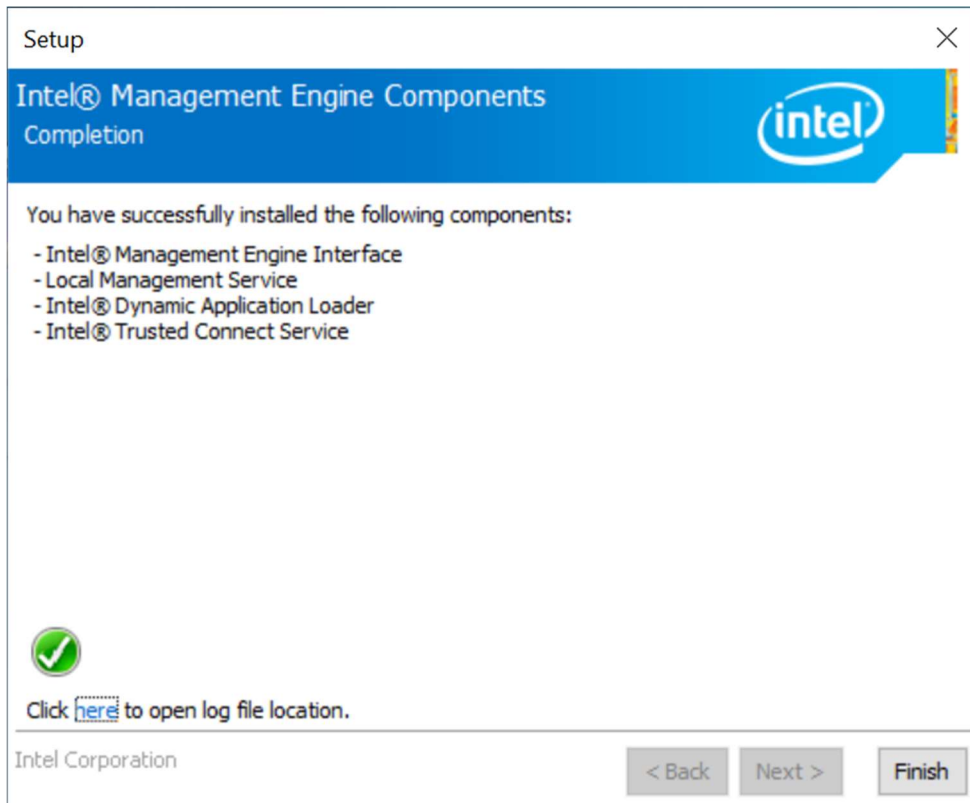 Setup
Intel® Management Engine Components
Completion
intel
You have successfully installed the following components:
- Intel® Management Engine Interface
- Local Management Service
- Intel® Dynamic Application Loader
- Intel® Trusted Connect Service
Click here to open log file location.
Intel Corporation
< Back Next > Finish